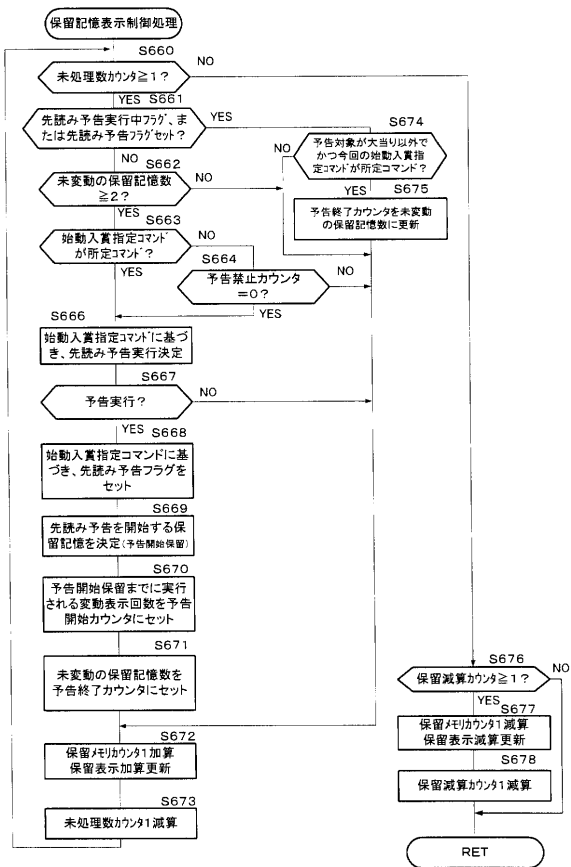 保留記憶表示制御処理
S660
未処理数カウンタ≧1？
NO
YES
S661
先読み予告実行中フラグ、ま
たは先読み予告フラグセット？
YES
NO
S674
予告対象が大当り以外で
かつ今回の始動入賞指
定コマンドが所定コマンド？
NO
YES
S675
予告終了カウンタを未変動
の保留記憶数に更新
S662
未変動の保留記憶数
≧2？
NO
YES
S663
始動入賞指定コマンド
が所定コマンド？
NO
YES
S664
予告禁止カウンタ
＝0？
NO
YES
S666
始動入賞指定コマンドに基づ
き、先読み予告実行決定
S667
予告実行？
NO
YES
S668
始動入賞指定コマンドに基
づき、先読み予告フラグを
セット
S669
先読み予告を開始する保
留記憶を決定(予告開始保留)
S670
予告開始保留までに実行
される変動表示回数を予告
開始カウンタにセット
S671
未変動の保留記憶数を
予告終了カウンタにセット
S672
保留メモリカウンタ1加算
保留表示加算更新
S673
未処理数カウンタ1減算
S676
保留減算カウンタ≧1？
NO
YES
S677
保留メモリカウンタ1減算
保留表示減算更新
S678
保留減算カウンタ1減算
RET